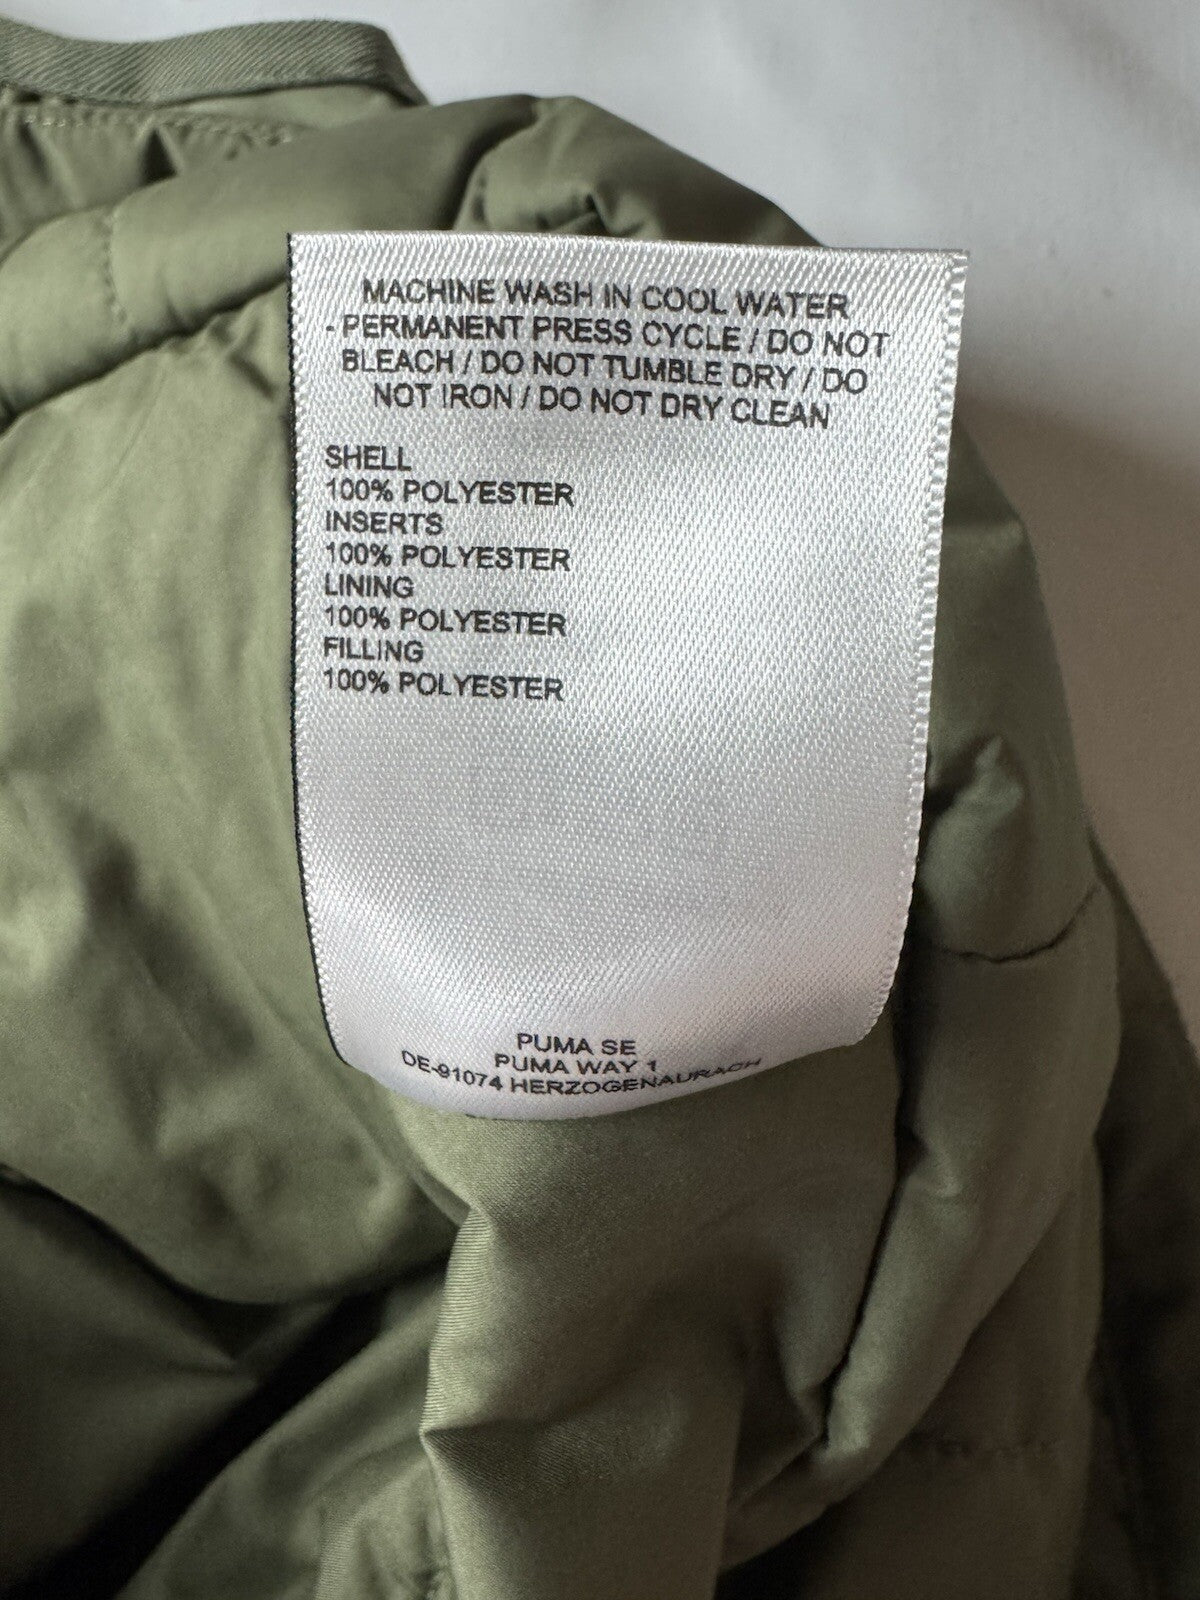 MACHINE WASH IN COOL WATER
- PERMANENT PRESS CYCLE / DO NOT
BLEACH / DO NOT TUMBLE DRY / DO
NOT IRON / DO NOT DRY CLEAN
SHELL
100% POLYESTER
INSERTS
100% POLYESTER
LINING
100% POLYESTER
FILLING
100% POLYESTER
PUMA SE
PUMA WAY 1
DE-91074 HERZOGENAURACH